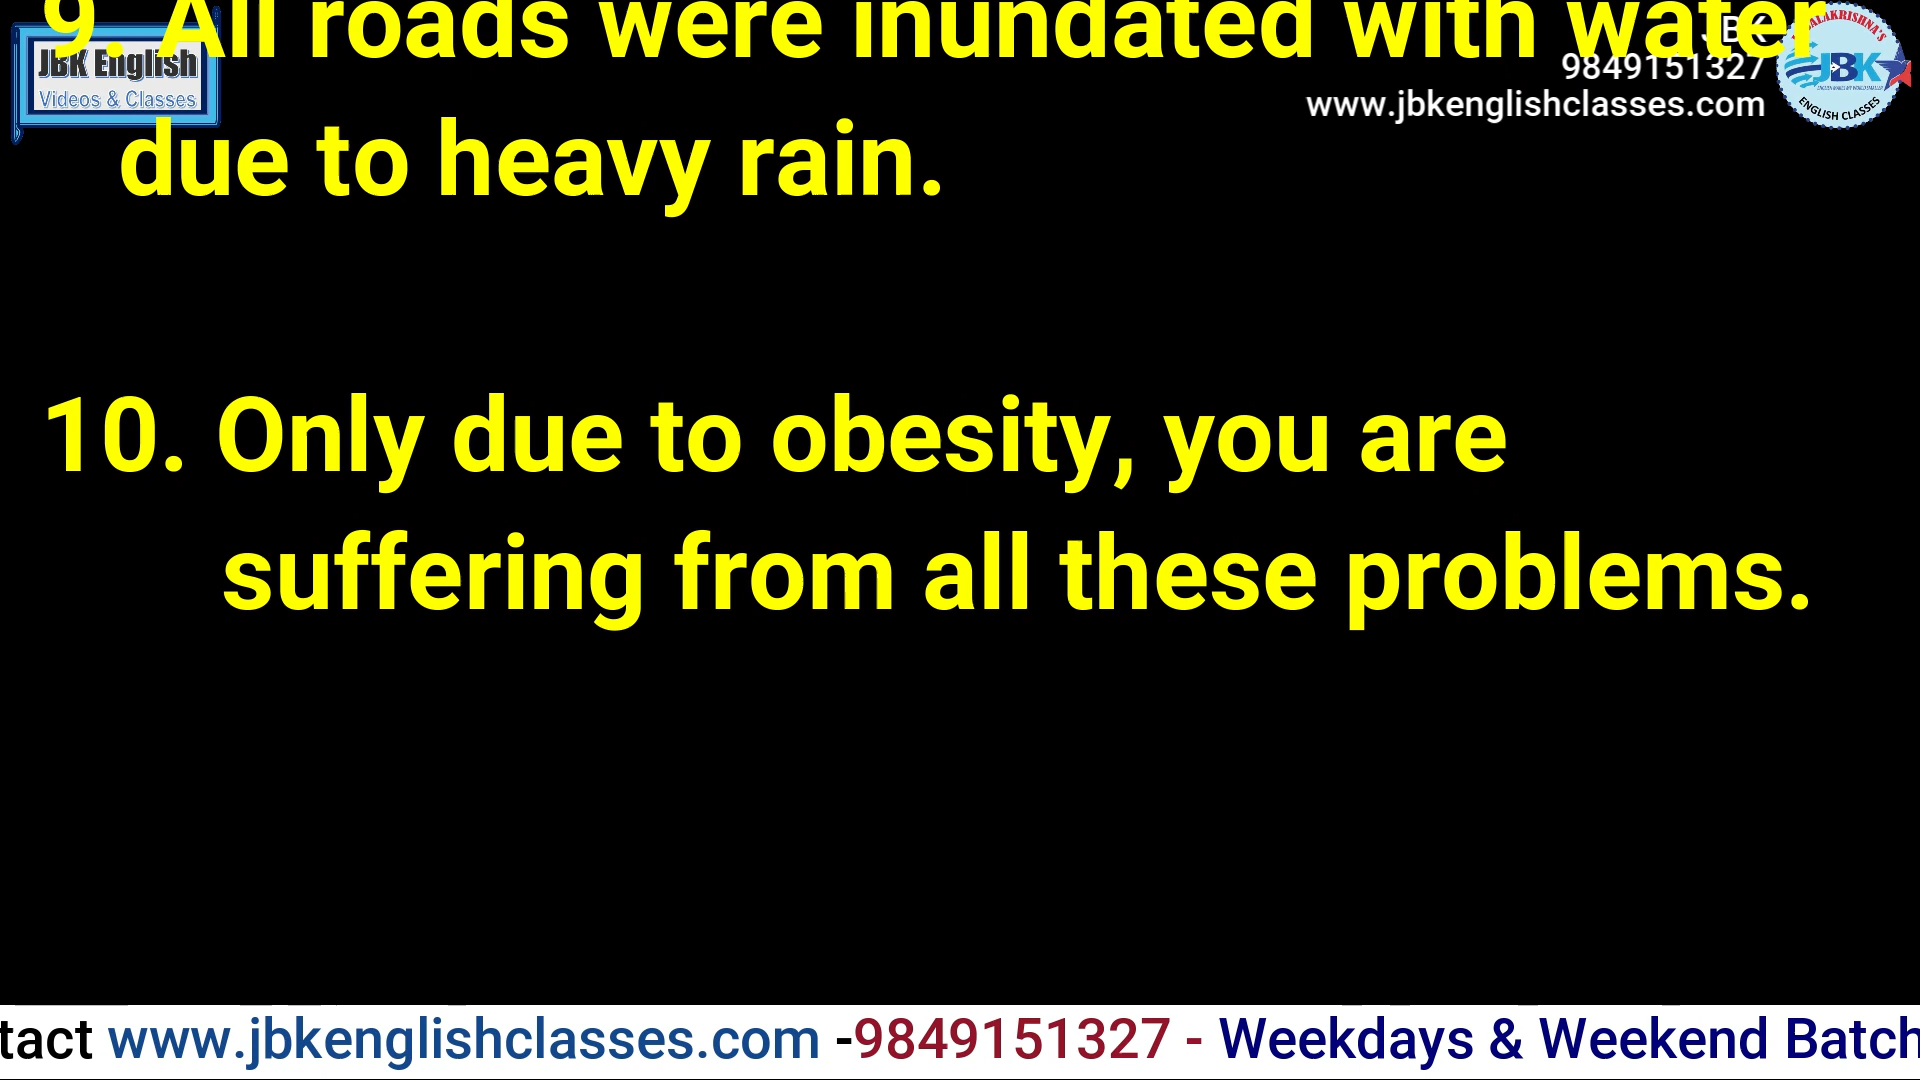 9. All roads were inundated with water
due to heavy rain.
JBK English
Videos & Classes
JBK
9849151327
www.jbkenglishclasses.com
JBK
ENGLISH CLASSES
10. Only due to obesity, you are
suffering from all these problems.
tact www.jbkenglishclasses.com -9849151327 - Weekdays & Weekend Batch